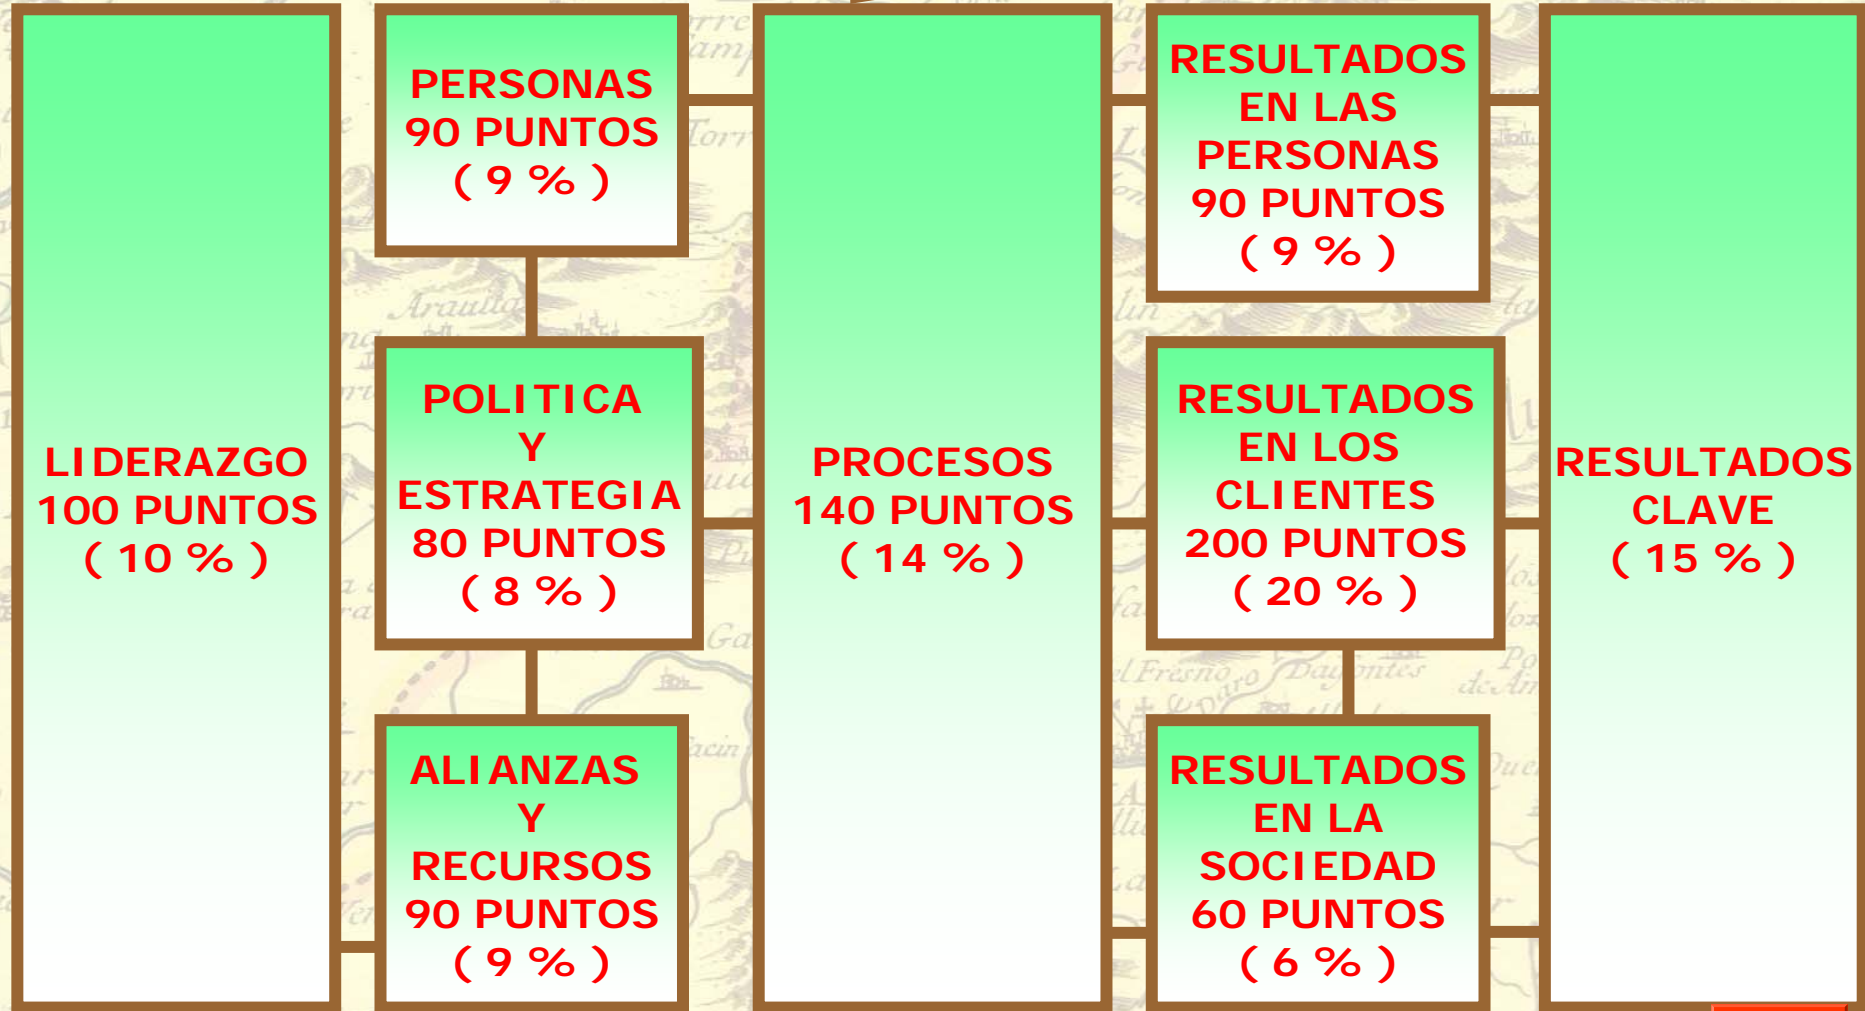 LIDERAZGO
100 PUNTOS
( 10 % )
PERSONAS
90 PUNTOS
( 9 % )
POLITICA
Y
ESTRATEGIA
80 PUNTOS
( 8 % )
ALIANZAS
Y
RECURSOS
90 PUNTOS
( 9 % )
PROCESOS
140 PUNTOS
( 14 % )
RESULTADOS
EN LAS
PERSONAS
90 PUNTOS
( 9 % )
RESULTADOS
EN LOS
CLIENTES
200 PUNTOS
( 20 % )
RESULTADOS
EN LA
SOCIEDAD
60 PUNTOS
( 6 % )
RESULTADOS
CLAVE
( 15 % )